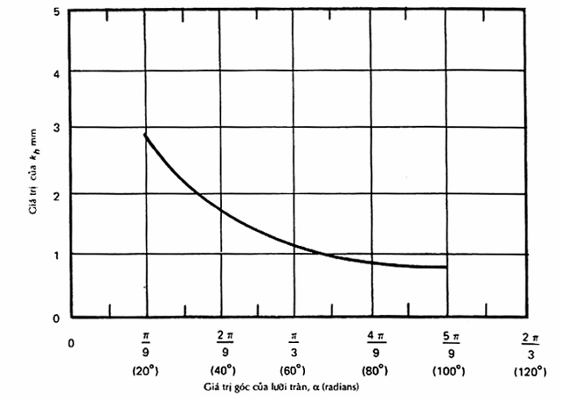 5
4
3
2
1
0
Giá trị của kh mm
0 π/9 2π/9 π/3 4π/9 5π/9 2π/3
(20°) (40°) (60°) (80°) (100°) (120°)
Giá trị góc của lưỡi tràn, α (radians)